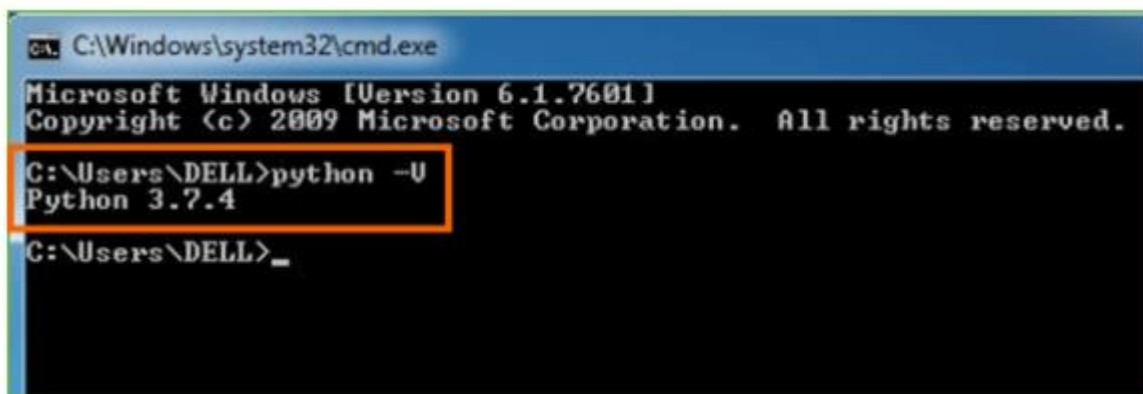 C:\Windows\system32\cmd.exe
Microsoft Windows [Version 6.1.7601]
Copyright (c) 2009 Microsoft Corporation.  All rights reserved.
C:\Users\DELL>python -V
Python 3.7.4
C:\Users\DELL>_